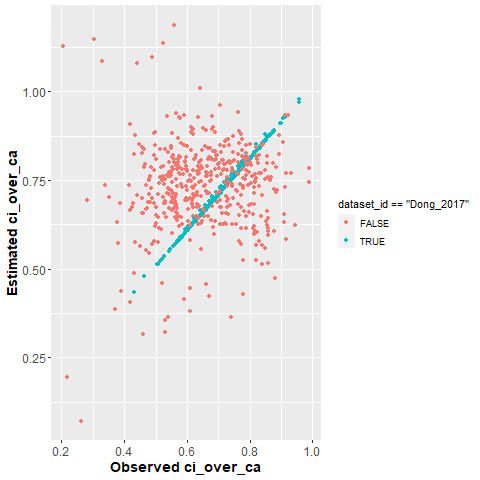 Estimated ci_over_ca
1.00
0.75
0.50
0.25
0.2
0.4
0.6
0.8
1.0
Observed ci_over_ca
dataset_id == "Dong_2017"
FALSE
TRUE